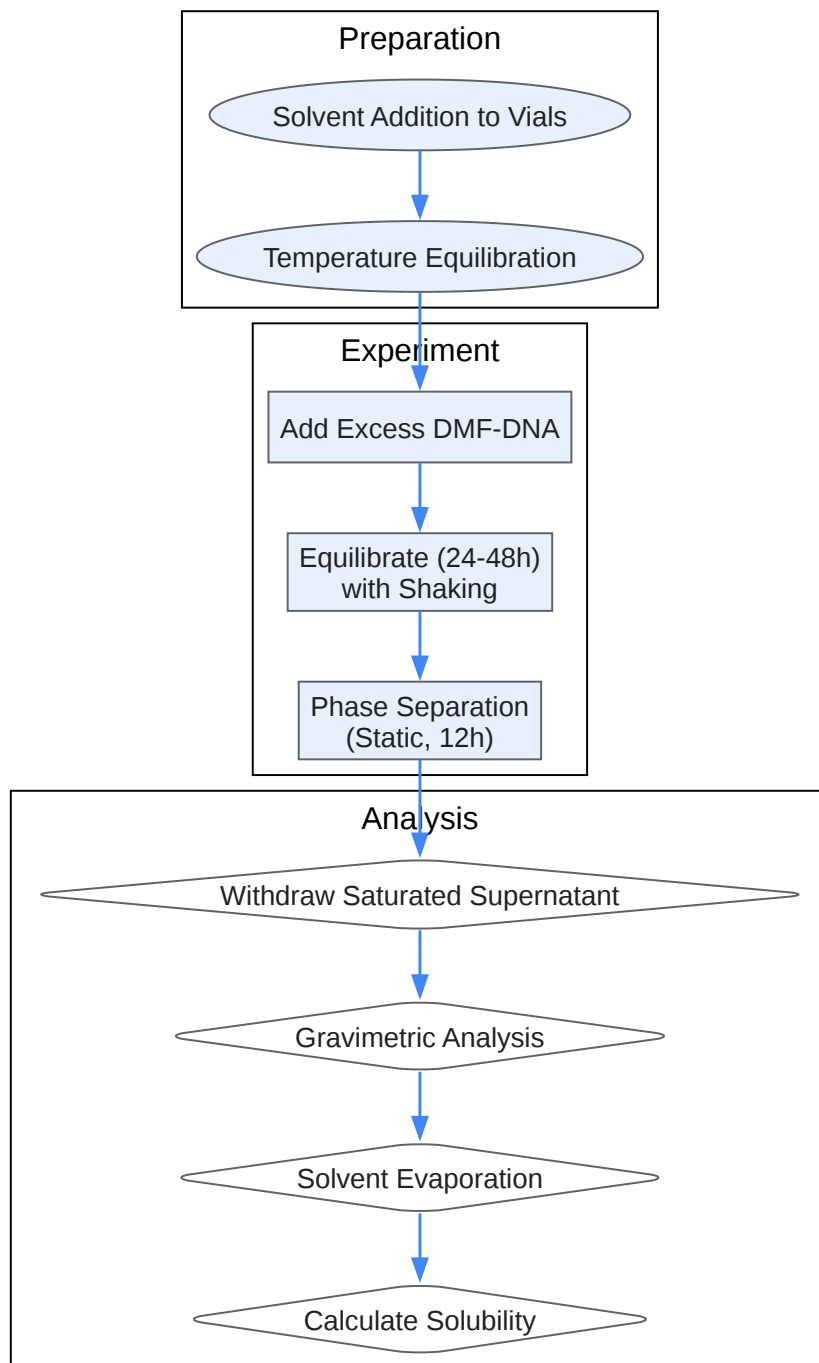 Preparation
Solvent Addition to Vials
Temperature Equilibration
Experiment
Add Excess DMF-DNA
Equilibrate (24-48h)
with Shaking
Phase Separation
(Static, 12h)
Analysis
Withdraw Saturated Supernatant
Gravimetric Analysis
Solvent Evaporation
Calculate Solubility